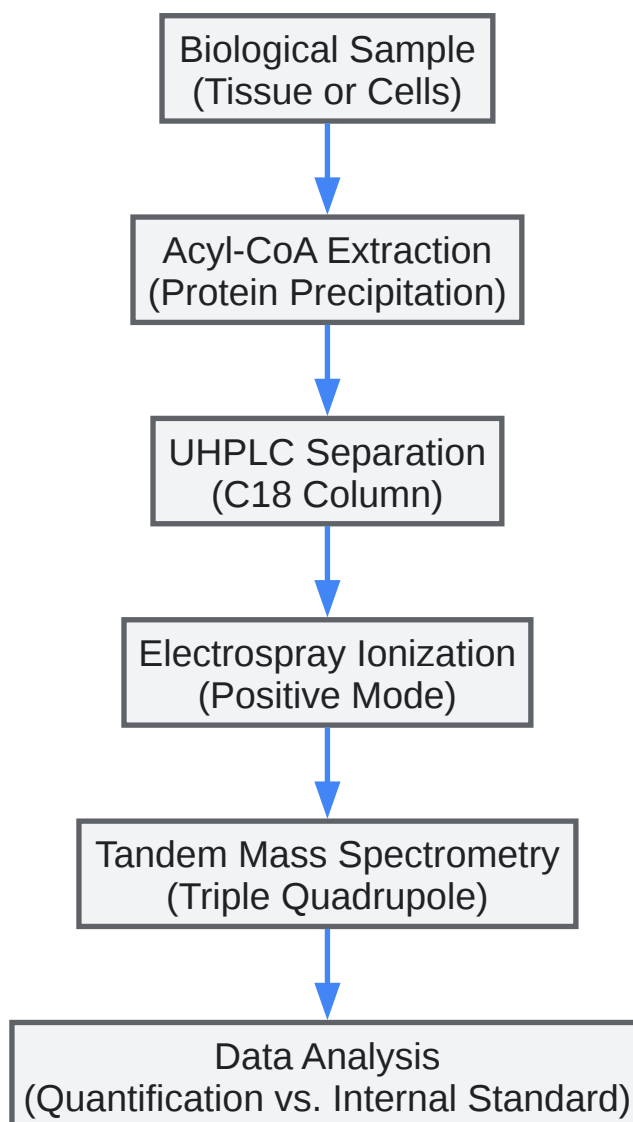 Biological Sample
(Tissue or Cells)
Acyl-CoA Extraction
(Protein Precipitation)
UHPLC Separation
(C18 Column)
Electrospray Ionization
(Positive Mode)
Tandem Mass Spectrometry
(Triple Quadrupole)
Data Analysis
(Quantification vs. Internal Standard)